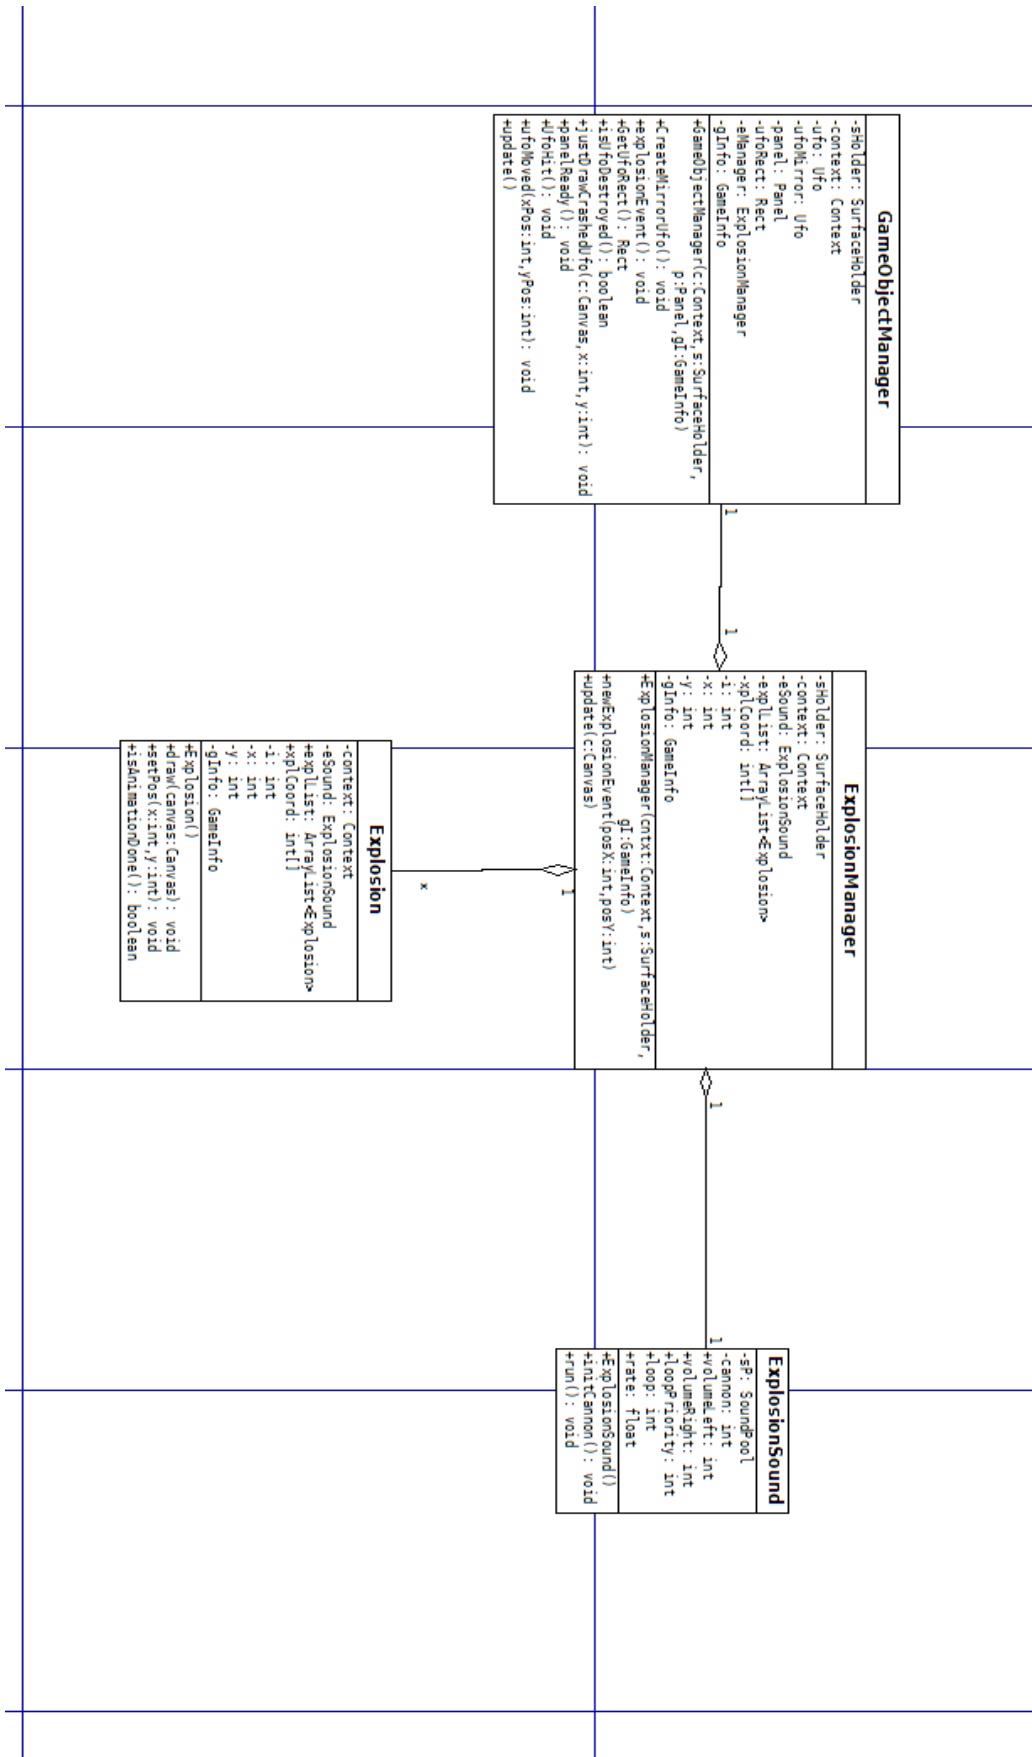 GameObjectManager
-sHolder: SurfaceHolder
-context: Context
-ufo: Ufo
-ufoMirror: Ufo
-panel: Panel
-ufoRect: Rect
-eManager: ExplosionManager
-gInfo: GameInfo
+GameObjectManager(c:Context,s:SurfaceHolder,
p:Panel,gI:GameInfo)
+CreateMirrorUfo(): void
+explosionEvent(): void
+GetUfoRect(): Rect
+isUfoDestroyed(): boolean
+justDrawCrashedUfo(c:Canvas,x:int,y:int): void
+panelReady(): void
+UfoHit(): void
+ufoMoved(xPos:int,yPos:int): void
+update()
1
1
ExplosionManager
-sHolder: SurfaceHolder
-context: Context
-eSound: ExplosionSound
-explList: ArrayList<Explosion>
-xplCoord: int[]
-i: int
-x: int
-y: int
-gInfo: GameInfo
+ExplosionManager(cntxt:Context,s:SurfaceHolder,
gI:GameInfo)
+newExplosionEvent(posX:int,posY:int)
+update(c:Canvas)
1
1
ExplosionSound
-sP: SoundPool
-cannon: int
+volumeLeft: int
+volumeRight: int
+loopPriority: int
+loop: int
+rate: float
+ExplosionSound()
+initCannon(): void
+run(): void
1
*
Explosion
-context: Context
-eSound: ExplosionSound
+explList: ArrayList<Explosion>
+xplCoord: int[]
-i: int
-x: int
-y: int
-gInfo: GameInfo
+Explosion()
+draw(canvas:Canvas): void
+setPos(x:int,y:int): void
+isAnimationDone(): boolean